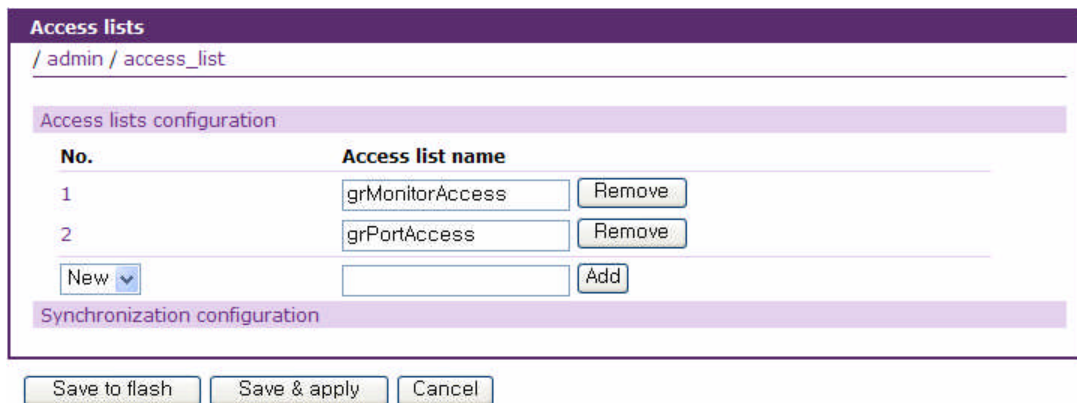 Access lists
/ admin / access_list
Access lists configuration
No. Access list name
1 grMonitorAccess Remove
2 grPortAccess Remove
New Add
Synchronization configuration
Save to flash Save & apply Cancel